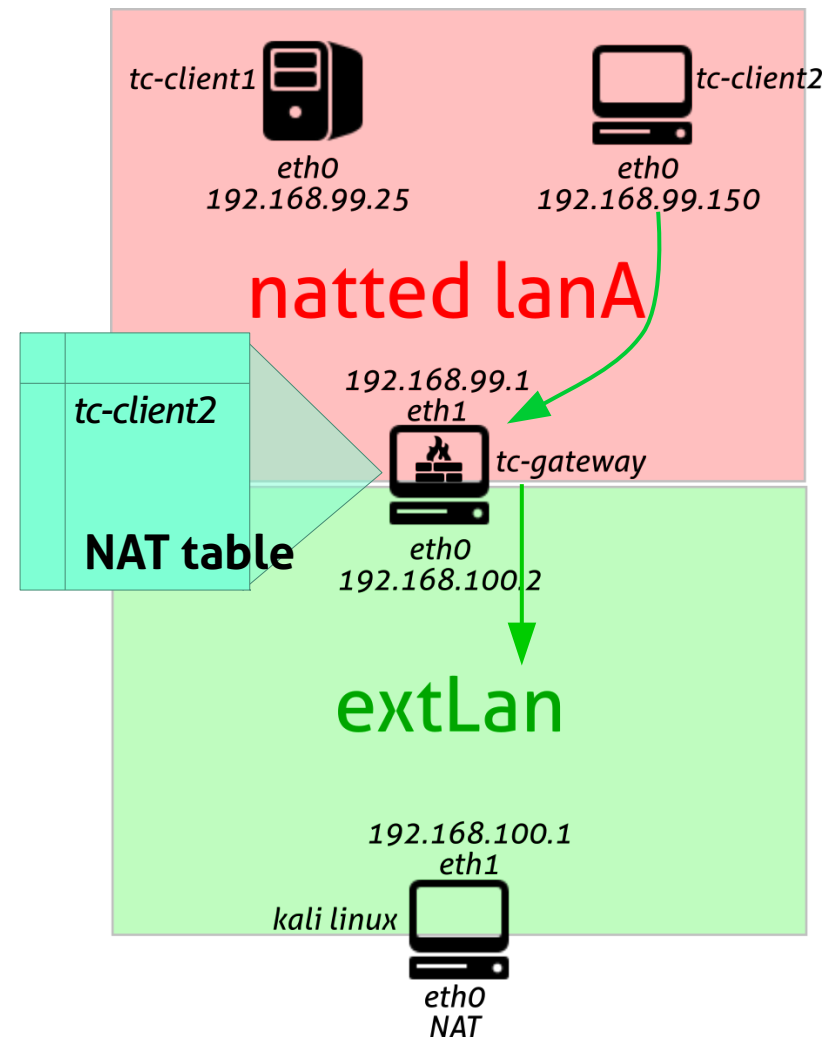 tc-client1
tc-client2
eth0
192.168.99.25
eth0
192.168.99.150
natted lanA
192.168.99.1
eth1
tc-client2
tc-gateway
NAT table
eth0
192.168.100.2
extLan
192.168.100.1
eth1
kali linux
eth0
NAT